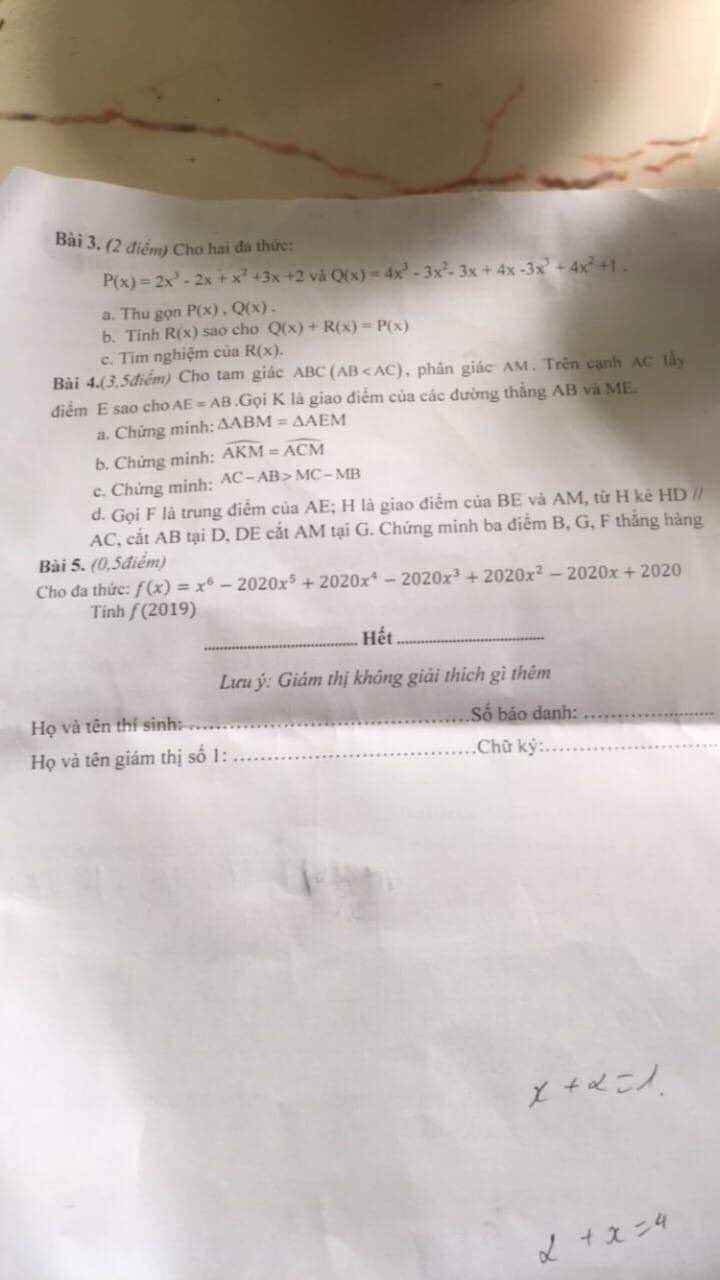 Bài 3. (2 điểm) Cho hai đa thức:
P(x) = 2x³ - 2x + x² +3x +2 và Q(x) = 4x³ - 3x²- 3x + 4x -3x³ + 4x² +1 .
a. Thu gọn P(x) , Q(x) .
b. Tính R(x) sao cho Q(x) + R(x) = P(x)
c. Tìm nghiệm của R(x).
Bài 4.(3,5điểm) Cho tam giác ABC (AB < AC), phân giác AM. Trên cạnh AC lấy
điểm E sao cho AE = AB .Gọi K là giao điểm của các đường thẳng AB và ME.
a. Chứng minh: ΔABM = ΔAEM
b. Chứng minh: \widehat{AKM} = \widehat{ACM}
c. Chứng minh: AC – AB > MC – MB
d. Gọi F là trung điểm của AE; H là giao điểm của BE và AM, từ H kẻ HD //
AC, cắt AB tại D, DE cắt AM tại G. Chứng minh ba điểm B, G, F thẳng hàng
Bài 5. (0,5điểm)
Cho đa thức: f(x) = x⁶ − 2020x⁵ + 2020x⁴ − 2020x³ + 2020x² − 2020x + 2020
Tính f(2019)
.................................... Hết ....................................
Lưu ý: Giám thị không giải thích gì thêm
Họ và tên thí sinh: ........................................................Số báo danh: .........................
Họ và tên giám thị số 1: ................................................Chữ ký:...................................
x + 2 = 1.
2 + x = 4